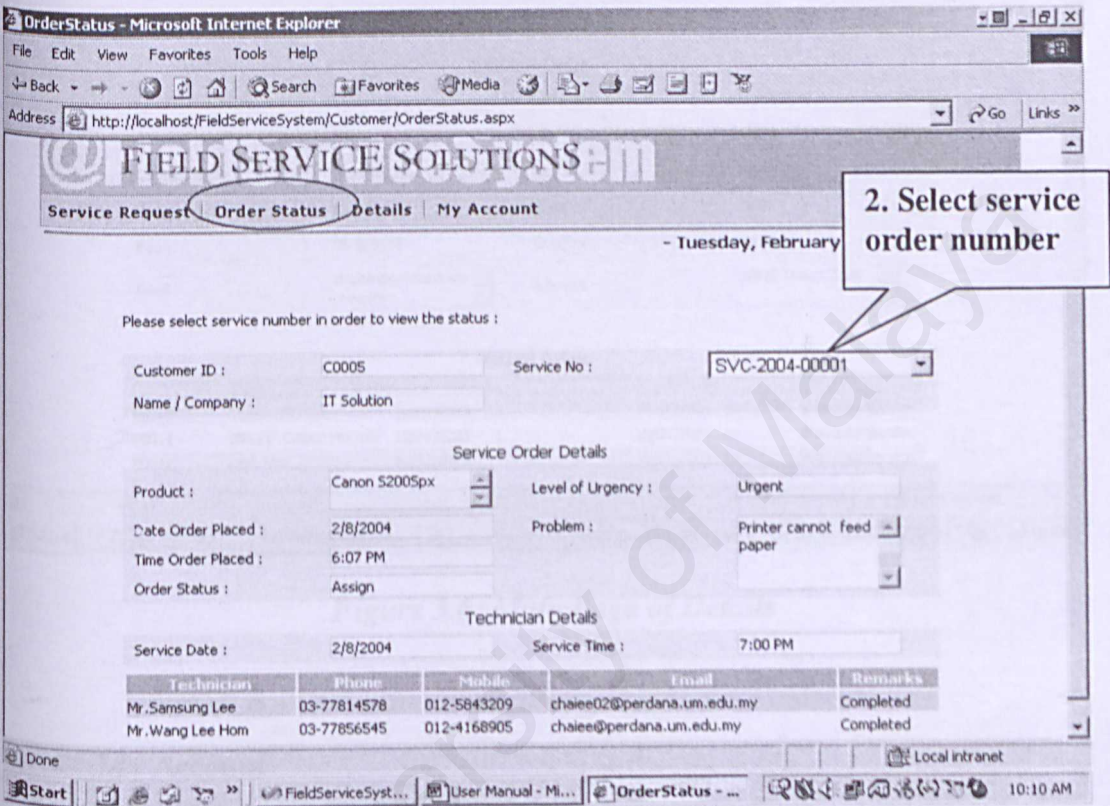 OrderStatus - Microsoft Internet Explorer
File Edit View Favorites Tools Help
Back Search Favorites Media
Address http://localhost/FieldServiceSystem/Customer/OrderStatus.aspx Go Links »
FIELD SERVICE SOLUTIONS
Service Request | Order Status | Details | My Account
2. Select service order number
- Tuesday, February
Please select service number in order to view the status :
Customer ID : C0005 Service No : SVC-2004-00001
Name / Company : IT Solution
Service Order Details
Product : Canon S200Spx Level of Urgency : Urgent
Date Order Placed : 2/8/2004 Problem : Printer cannot feed paper
Time Order Placed : 6:07 PM
Order Status : Assign
Technician Details
Service Date : 2/8/2004 Service Time : 7:00 PM
Technician Phone Mobile Email Remarks
Mr.Samsung Lee 03-77814578 012-5843209 chaiee02@perdana.um.edu.my Completed
Mr.Wang Lee Hom 03-77856545 012-4168905 chaiee@perdana.um.edu.my Completed
Done Local intranet
Start » FieldServiceSyst... User Manual - Mi... OrderStatus - ... 10:10 AM